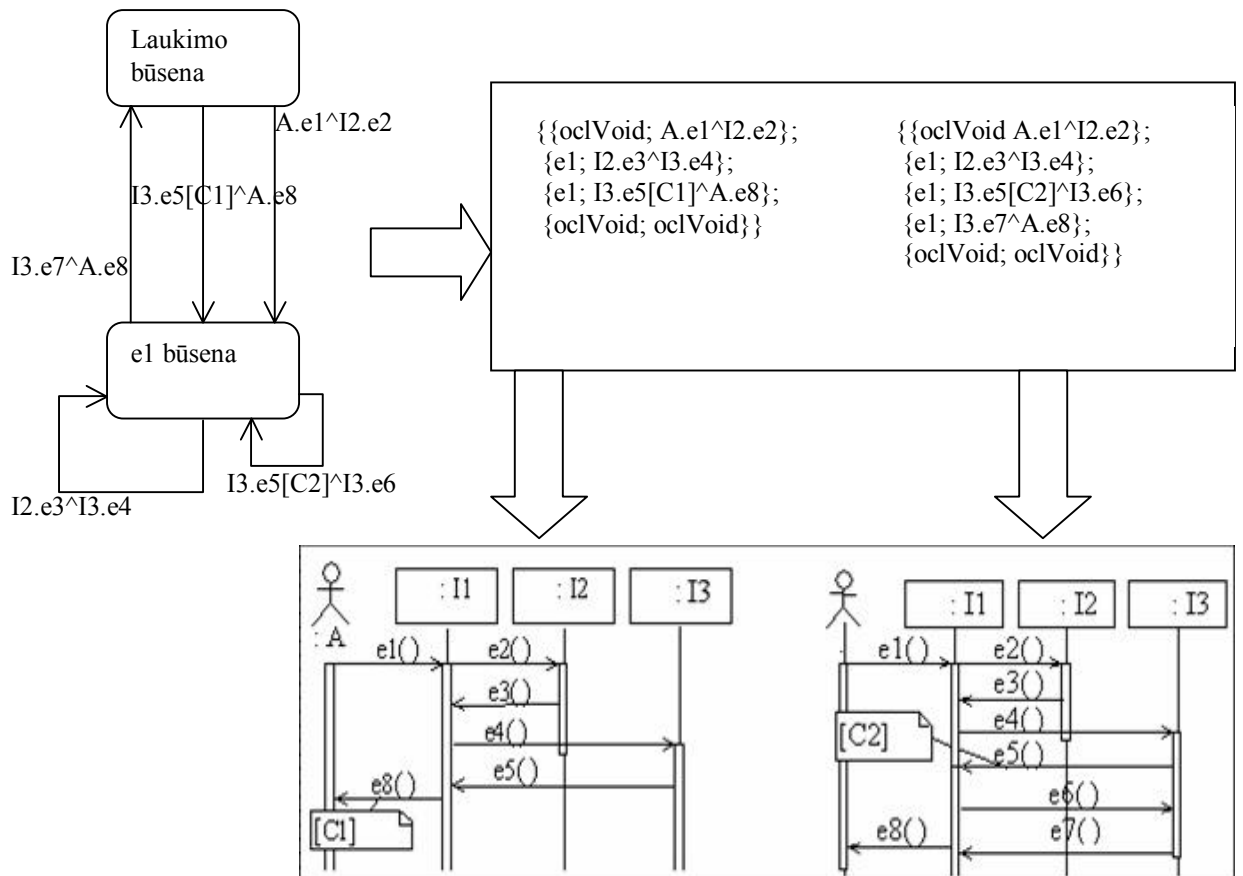 Laukimo
būsena
A.e1^I2.e2
I3.e5[C1]^A.e8
I3.e7^A.e8
e1 būsena
I3.e5[C2]^I3.e6
I2.e3^I3.e4
{{oclVoid; A.e1^I2.e2};
{e1; I2.e3^I3.e4};
{e1; I3.e5[C1]^A.e8};
{oclVoid; oclVoid}}
{{oclVoid A.e1^I2.e2};
{e1; I2.e3^I3.e4};
{e1; I3.e5[C2]^I3.e6};
{e1; I3.e7^A.e8};
{oclVoid; oclVoid}}
: A
: I1
: I2
: I3
e1()
e2()
e3()
e4()
e5()
e8()
[C1]
: I1
: I2
: I3
e1()
e2()
e3()
e4()
[C2]
e5()
e6()
e7()
e8()